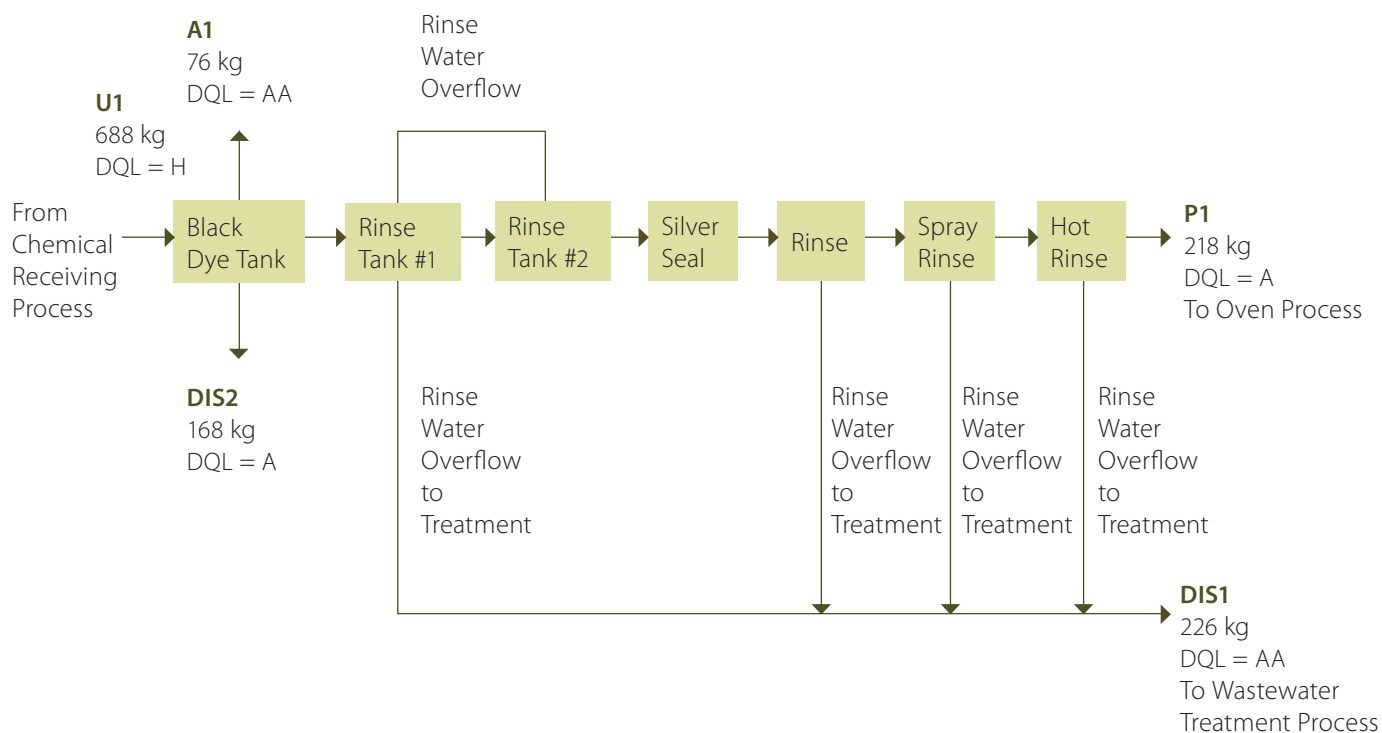 A1
76 kg
DQL = AA
Rinse
Water
Overflow
U1
688 kg
DQL = H
From
Chemical
Receiving
Process
Black
Dye Tank
Rinse
Tank #1
Rinse
Tank #2
Silver
Seal
Rinse
Spray
Rinse
Hot
Rinse
P1
218 kg
DQL = A
To Oven Process
DIS2
168 kg
DQL = A
Rinse
Water
Overflow
to
Treatment
Rinse
Water
Overflow
to
Treatment
Rinse
Water
Overflow
to
Treatment
Rinse
Water
Overflow
to
Treatment
DIS1
226 kg
DQL = AA
To Wastewater
Treatment Process